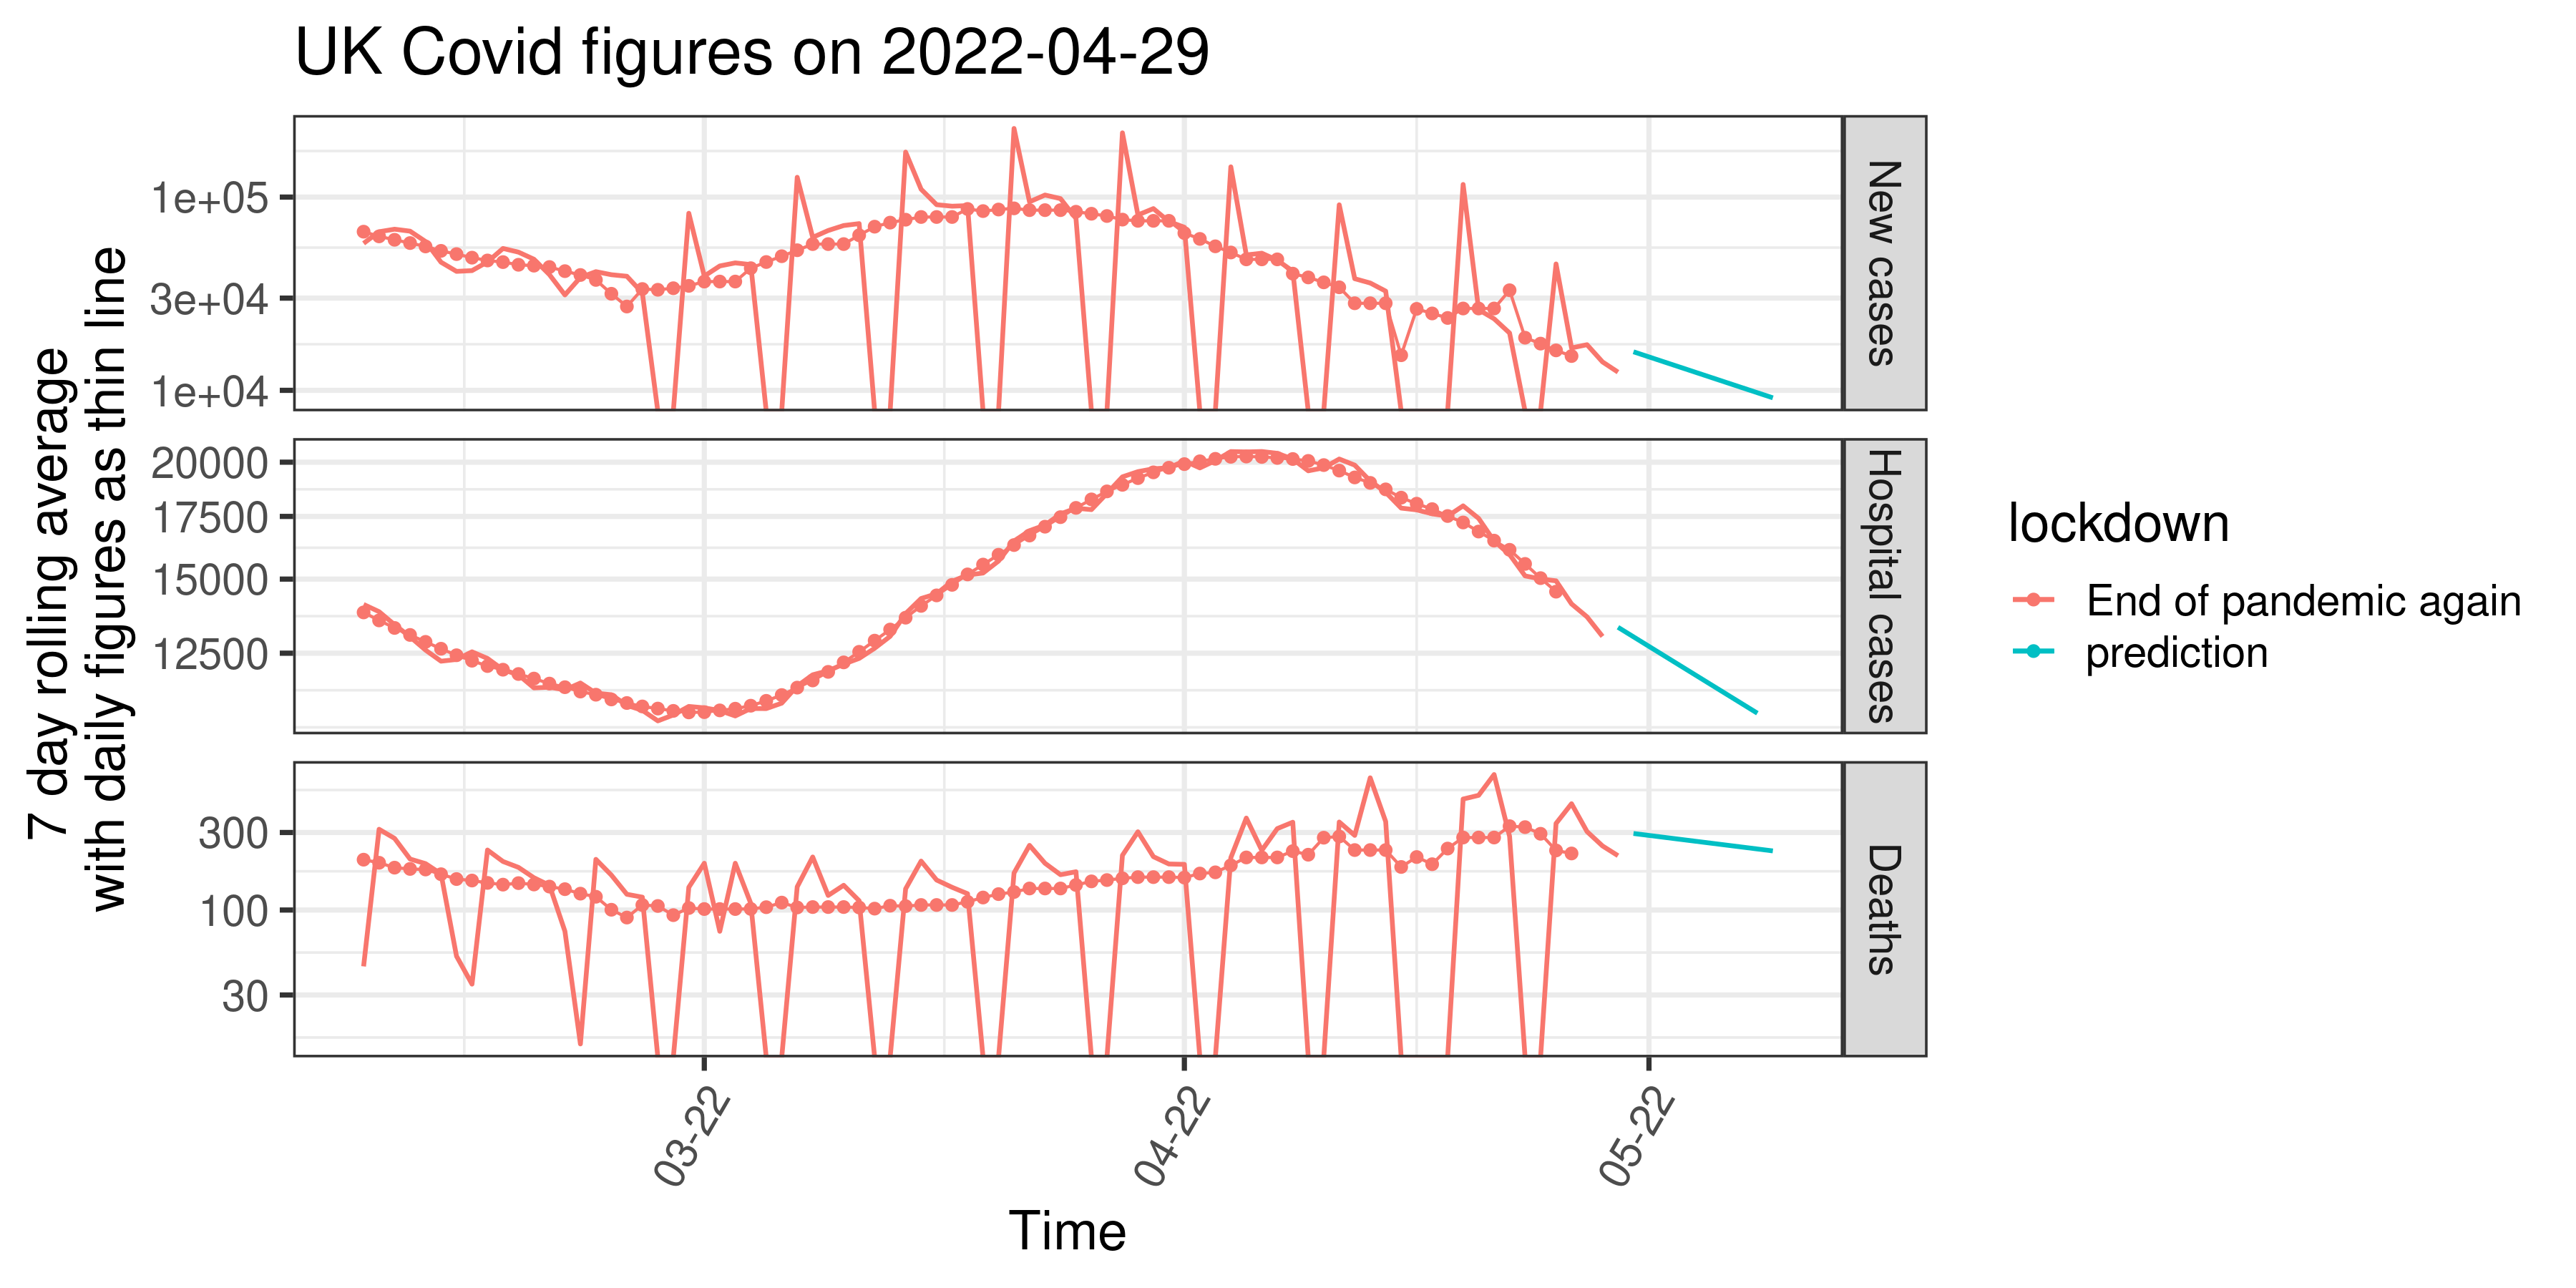 UK Covid figures on 2022-04-29
7 day rolling average
with daily figures as thin line
1e+05
3e+04
1e+04
New cases
20000
17500
15000
12500
Hospital cases
300
100
30
Deaths
03-22
04-22
05-22
Time
lockdown
End of pandemic again
prediction